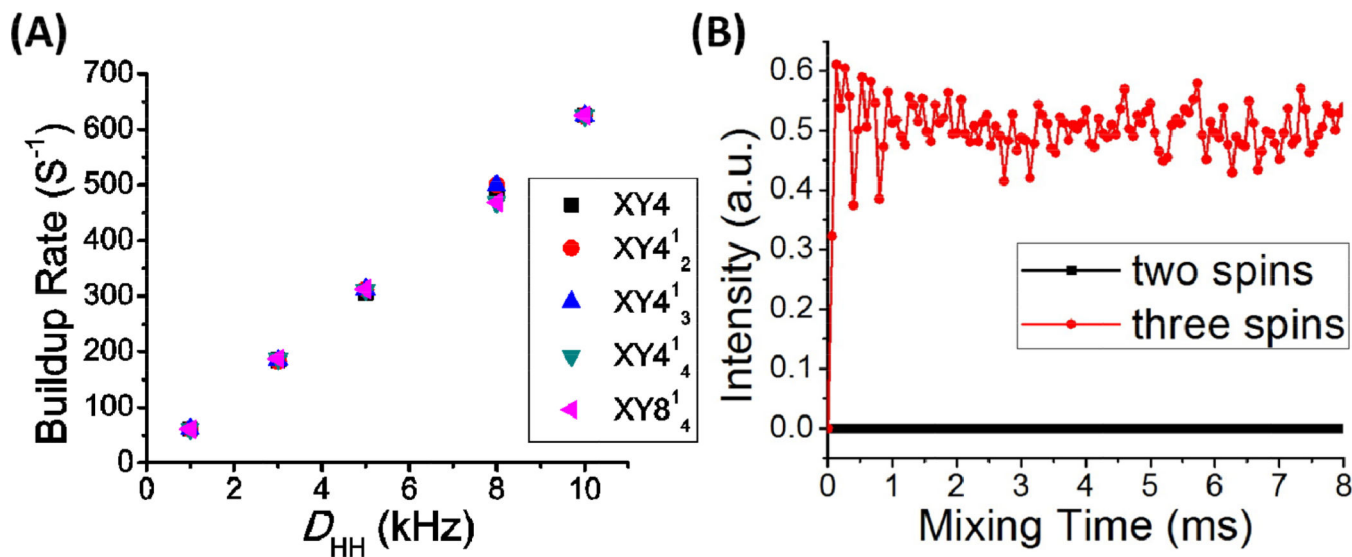 (A)
Buildup Rate (S⁻¹)
700
600
500
400
300
200
100
0
0 2 4 6 8 10
D_HH (kHz)
XY4
XY4¹₂
XY4¹₃
XY4¹₄
XY8¹₄
(B)
Intensity (a.u.)
0.6
0.5
0.4
0.3
0.2
0.1
0.0
0 1 2 3 4 5 6 7 8
Mixing Time (ms)
two spins
three spins